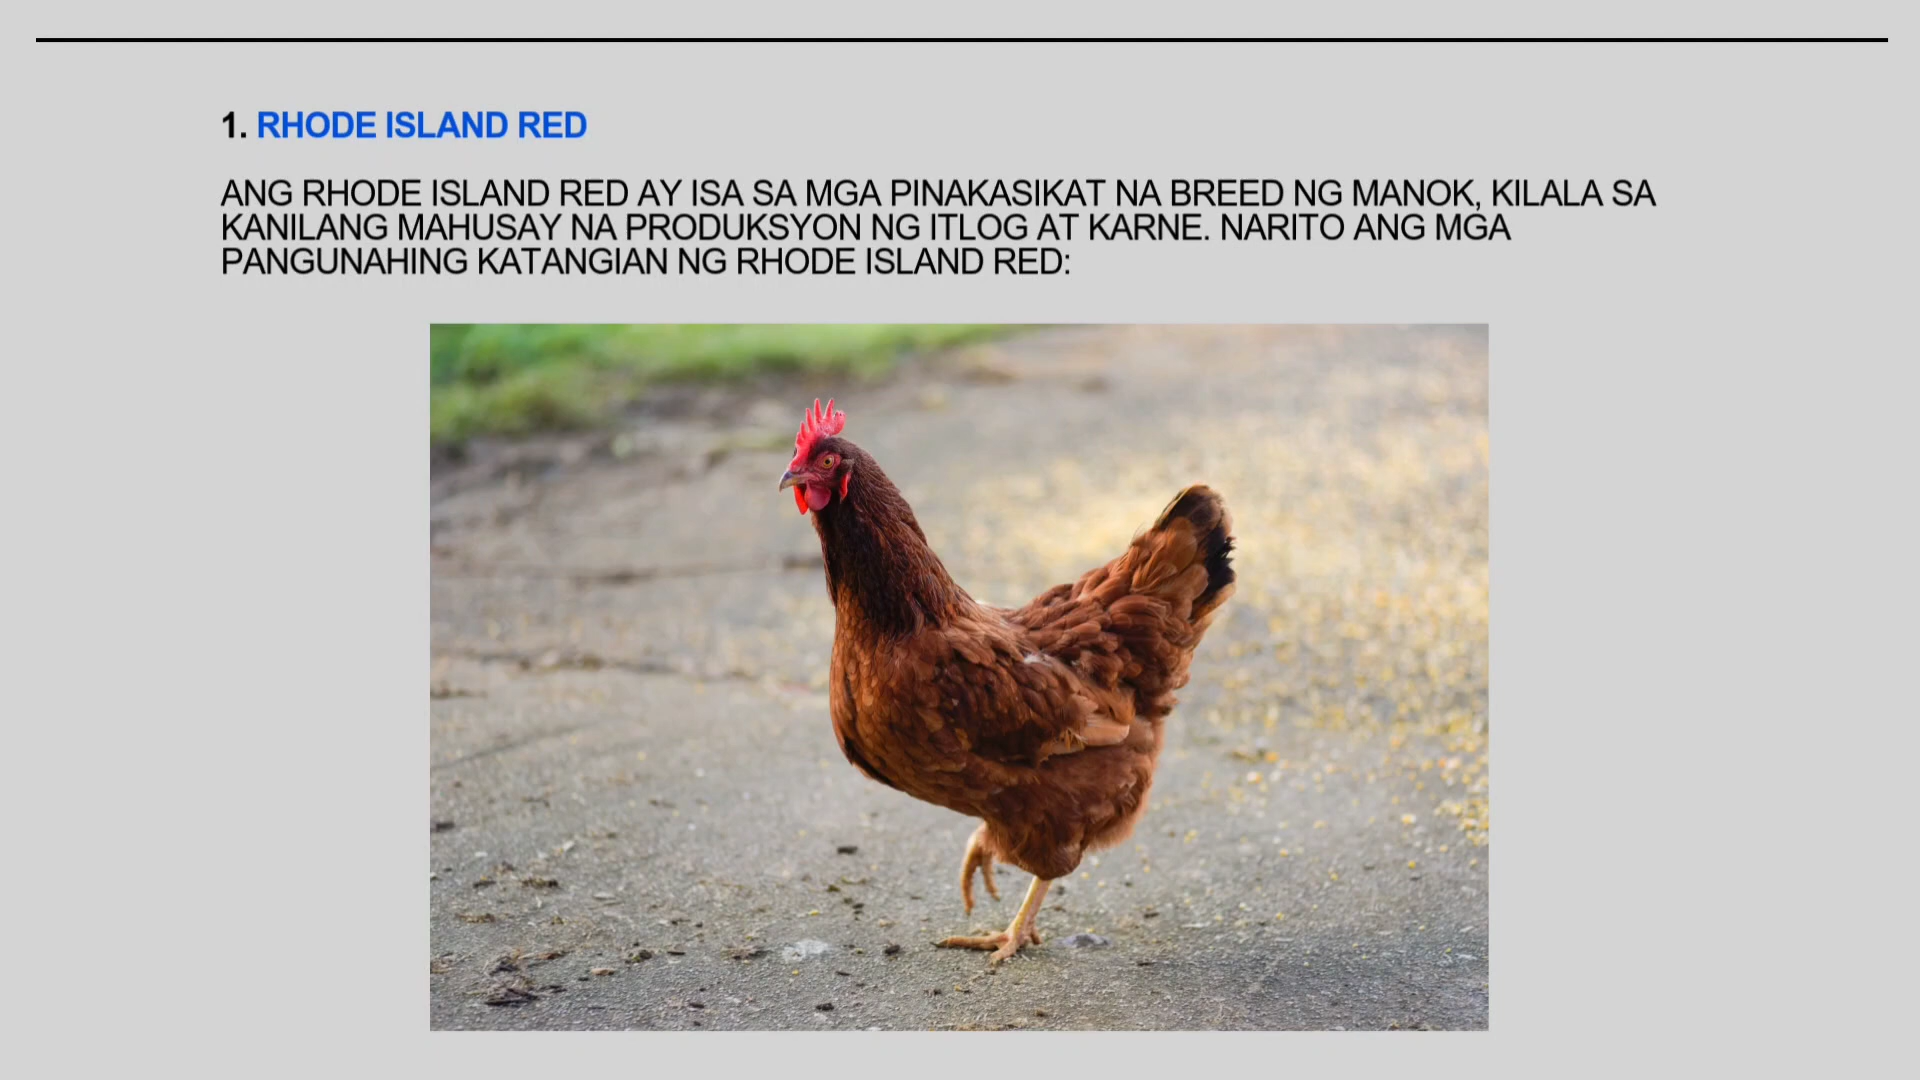 1. RHODE ISLAND RED
ANG RHODE ISLAND RED AY ISA SA MGA PINAKASIKAT NA BREED NG MANOK, KILALA SA
KANILANG MAHUSAY NA PRODUKSYON NG ITLOG AT KARNE. NARITO ANG MGA
PANGUNAHING KATANGIAN NG RHODE ISLAND RED: